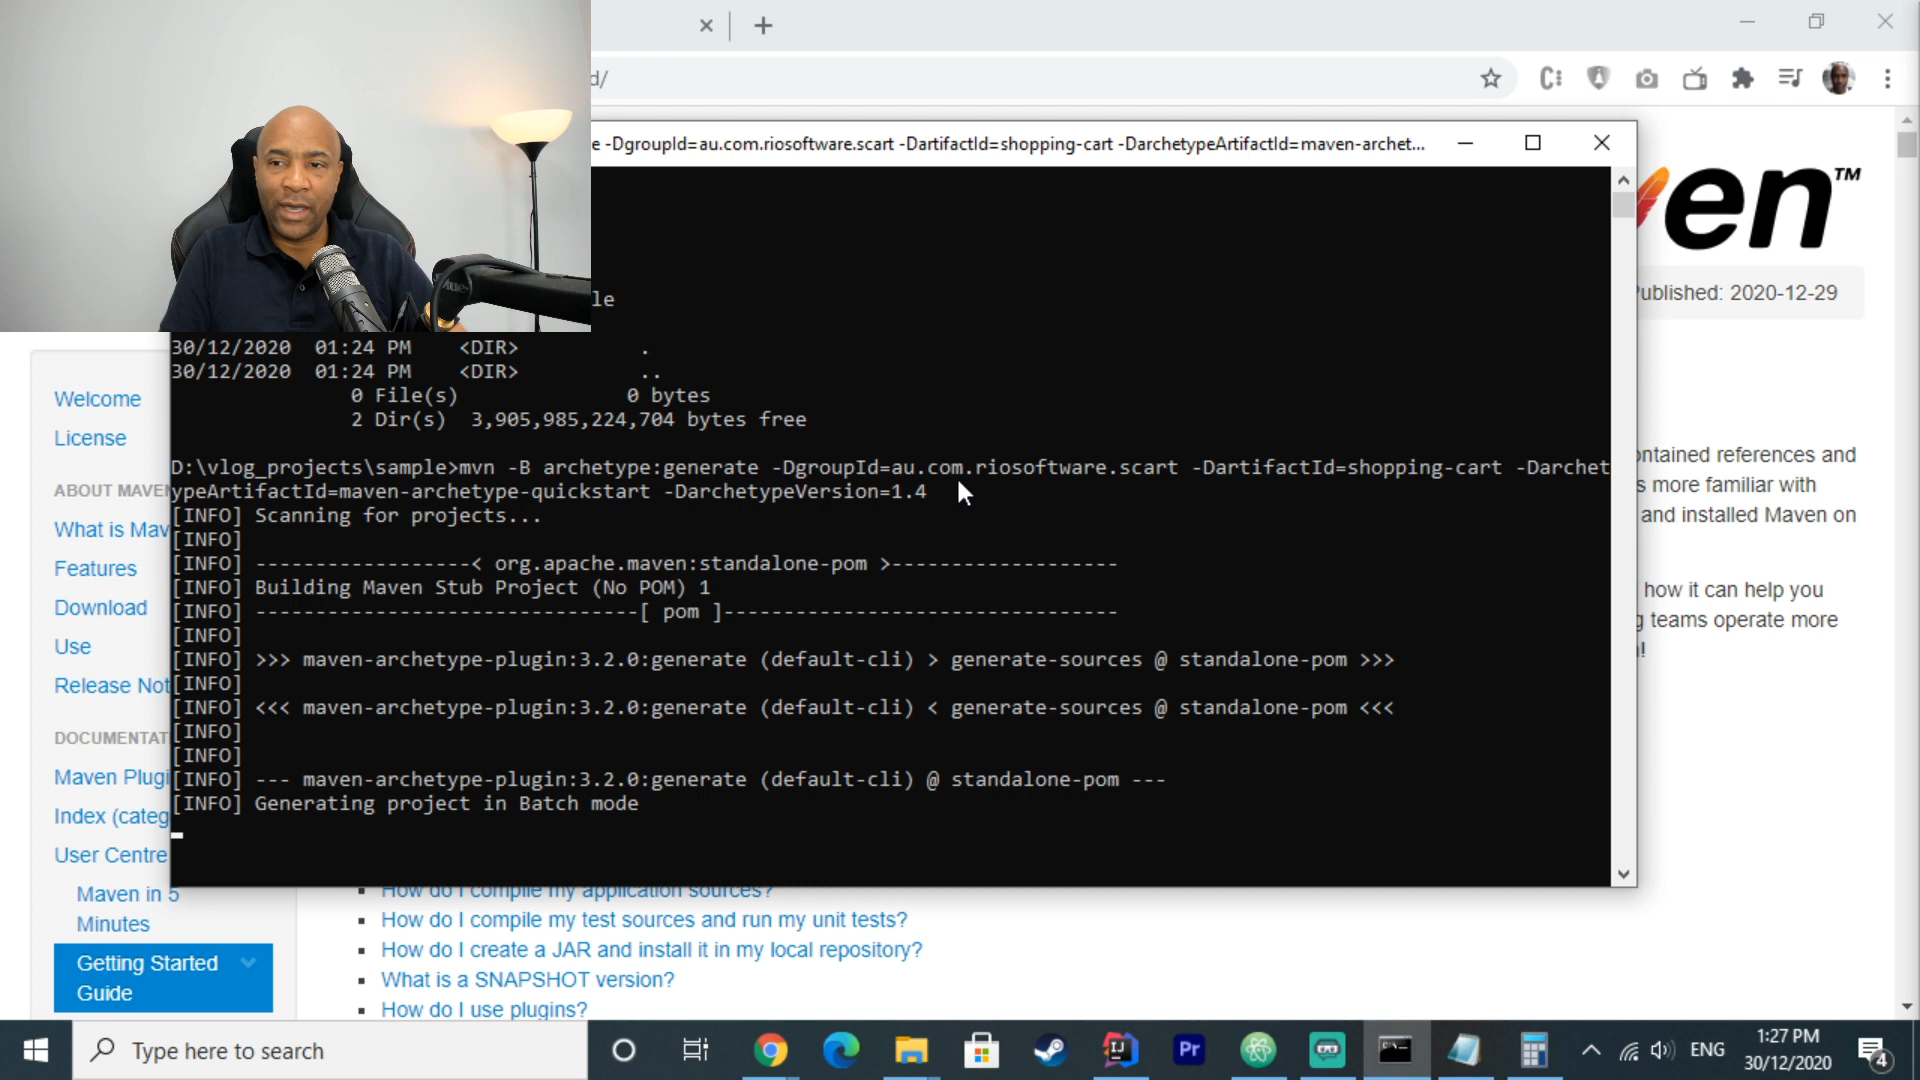 d/
e -DgroupId=au.com.riosoftware.scart -DartifactId=shopping-cart -DarchetypeArtifactId=maven-archet...
en™
Published: 2020-12-29
le
30/12/2020  01:24 PM    <DIR>          .
30/12/2020  01:24 PM    <DIR>          ..
0 File(s)              0 bytes
2 Dir(s)  3,905,985,224,704 bytes free
D:\vlog_projects\sample>mvn -B archetype:generate -DgroupId=au.com.riosoftware.scart -DartifactId=shopping-cart -Darchet
ypeArtifactId=maven-archetype-quickstart -DarchetypeVersion=1.4
[INFO] Scanning for projects...
[INFO]
[INFO] ------------------< org.apache.maven:standalone-pom >-------------------
[INFO] Building Maven Stub Project (No POM) 1
[INFO] --------------------------------[ pom ]---------------------------------
[INFO]
[INFO] >>> maven-archetype-plugin:3.2.0:generate (default-cli) > generate-sources @ standalone-pom >>>
[INFO]
[INFO] <<< maven-archetype-plugin:3.2.0:generate (default-cli) < generate-sources @ standalone-pom <<<
[INFO]
[INFO]
[INFO] --- maven-archetype-plugin:3.2.0:generate (default-cli) @ standalone-pom ---
[INFO] Generating project in Batch mode
Welcome
License
ABOUT MAVE
What is Mav
Features
Download
Use
Release Not
DOCUMENTAT
Maven Plugi
Index (categ
User Centre
Maven in 5
Minutes
Getting Started
Guide
ntained references and
s more familiar with
and installed Maven on
how it can help you
g teams operate more
!
How do I compile my application sources?
How do I compile my test sources and run my unit tests?
How do I create a JAR and install it in my local repository?
What is a SNAPSHOT version?
How do I use plugins?
Type here to search
IJ
Pr
ENG
1:27 PM
30/12/2020
4